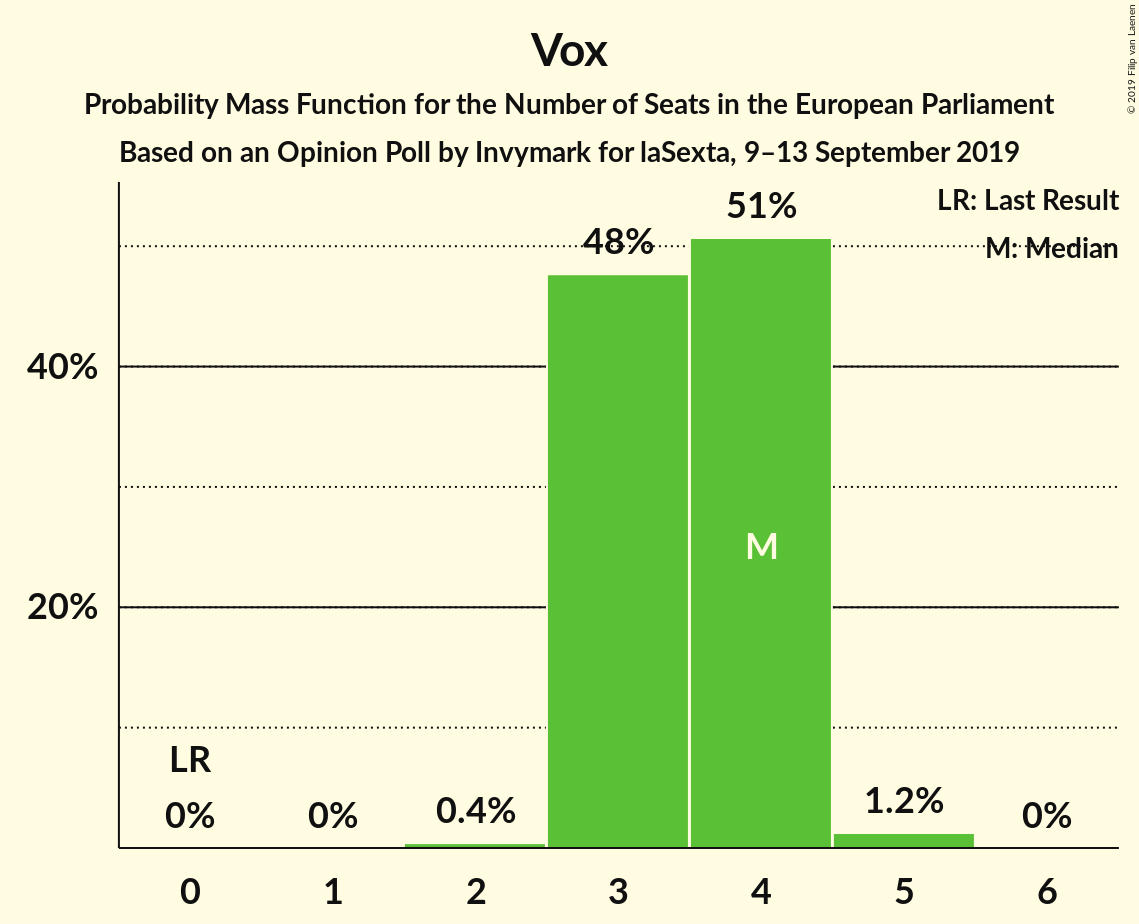 Vox
Probability Mass Function for the Number of Seats in the European Parliament
Based on an Opinion Poll by Invymark for laSexta, 9–13 September 2019
© 2019 Filip van Laenen
LR: Last Result
M: Median
40%
20%
LR
0%
0%
0.4%
48%
51%
M
1.2%
0%
0 1 2 3 4 5 6